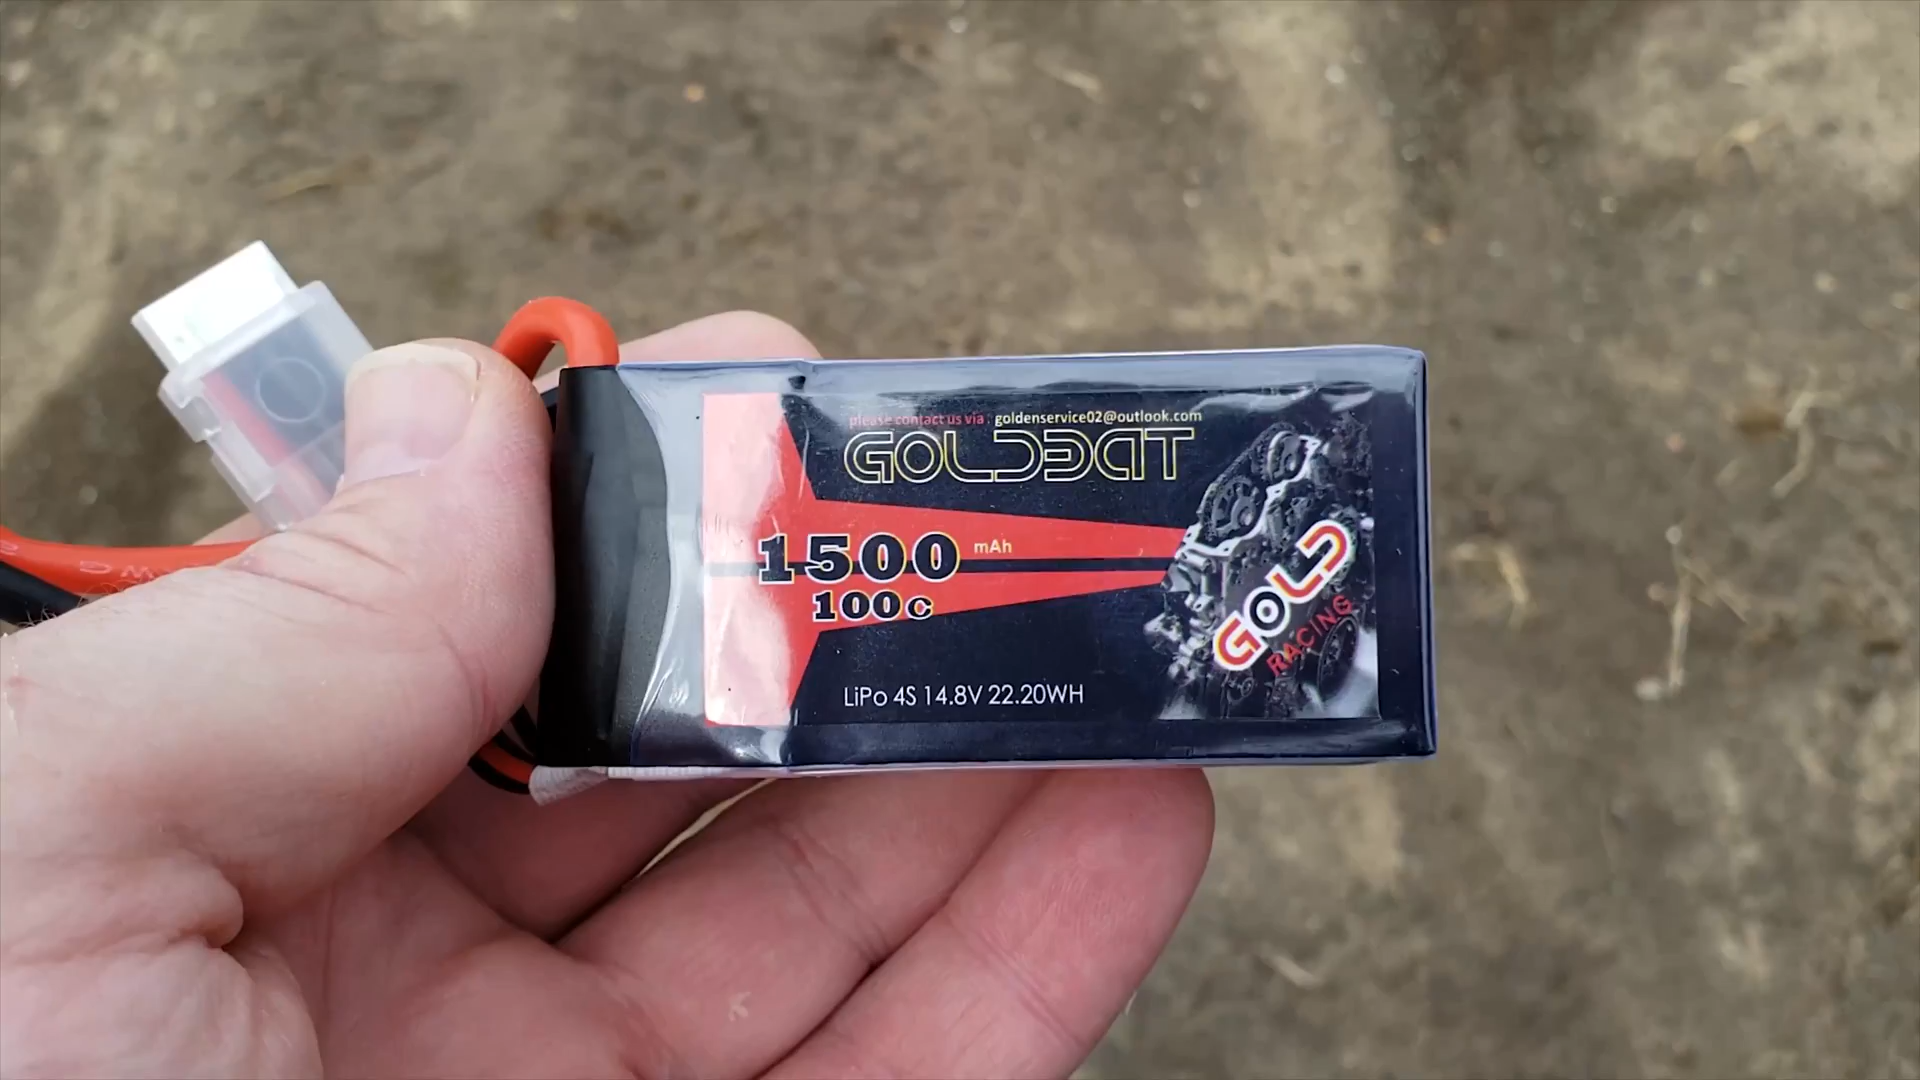 please contact us via : goldenservice02@outlook.com
GOLDBAT
1500 mAh
100C
GOLD
RACING
LiPo 4S 14.8V 22.20WH